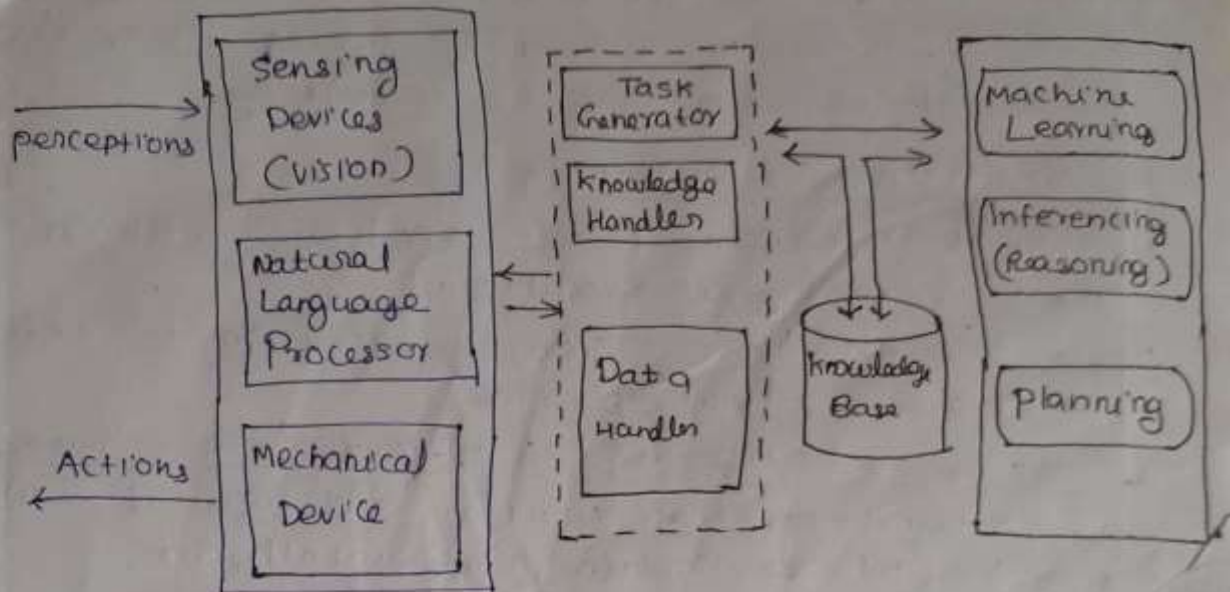 perceptions
Sensing
Devices
(vision)
Natural
Language
Processor
Actions
Mechanical
Device
Task
Generator
Knowledge
Handler
Data
Handler
Knowledge
Base
Machine
Learning
Inferencing
(Reasoning)
planning